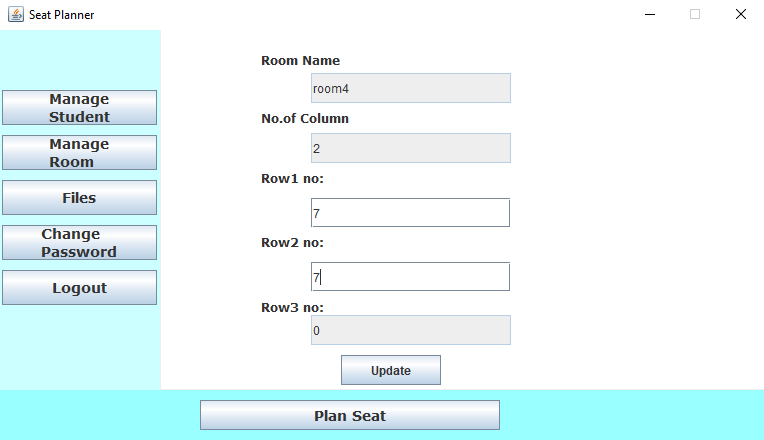 Seat Planner
Manage
Student
Manage
Room
Files
Change
Password
Logout
Room Name
room4
No.of Column
2
Row1 no:
7
Row2 no:
7
Row3 no:
0
Update
Plan Seat